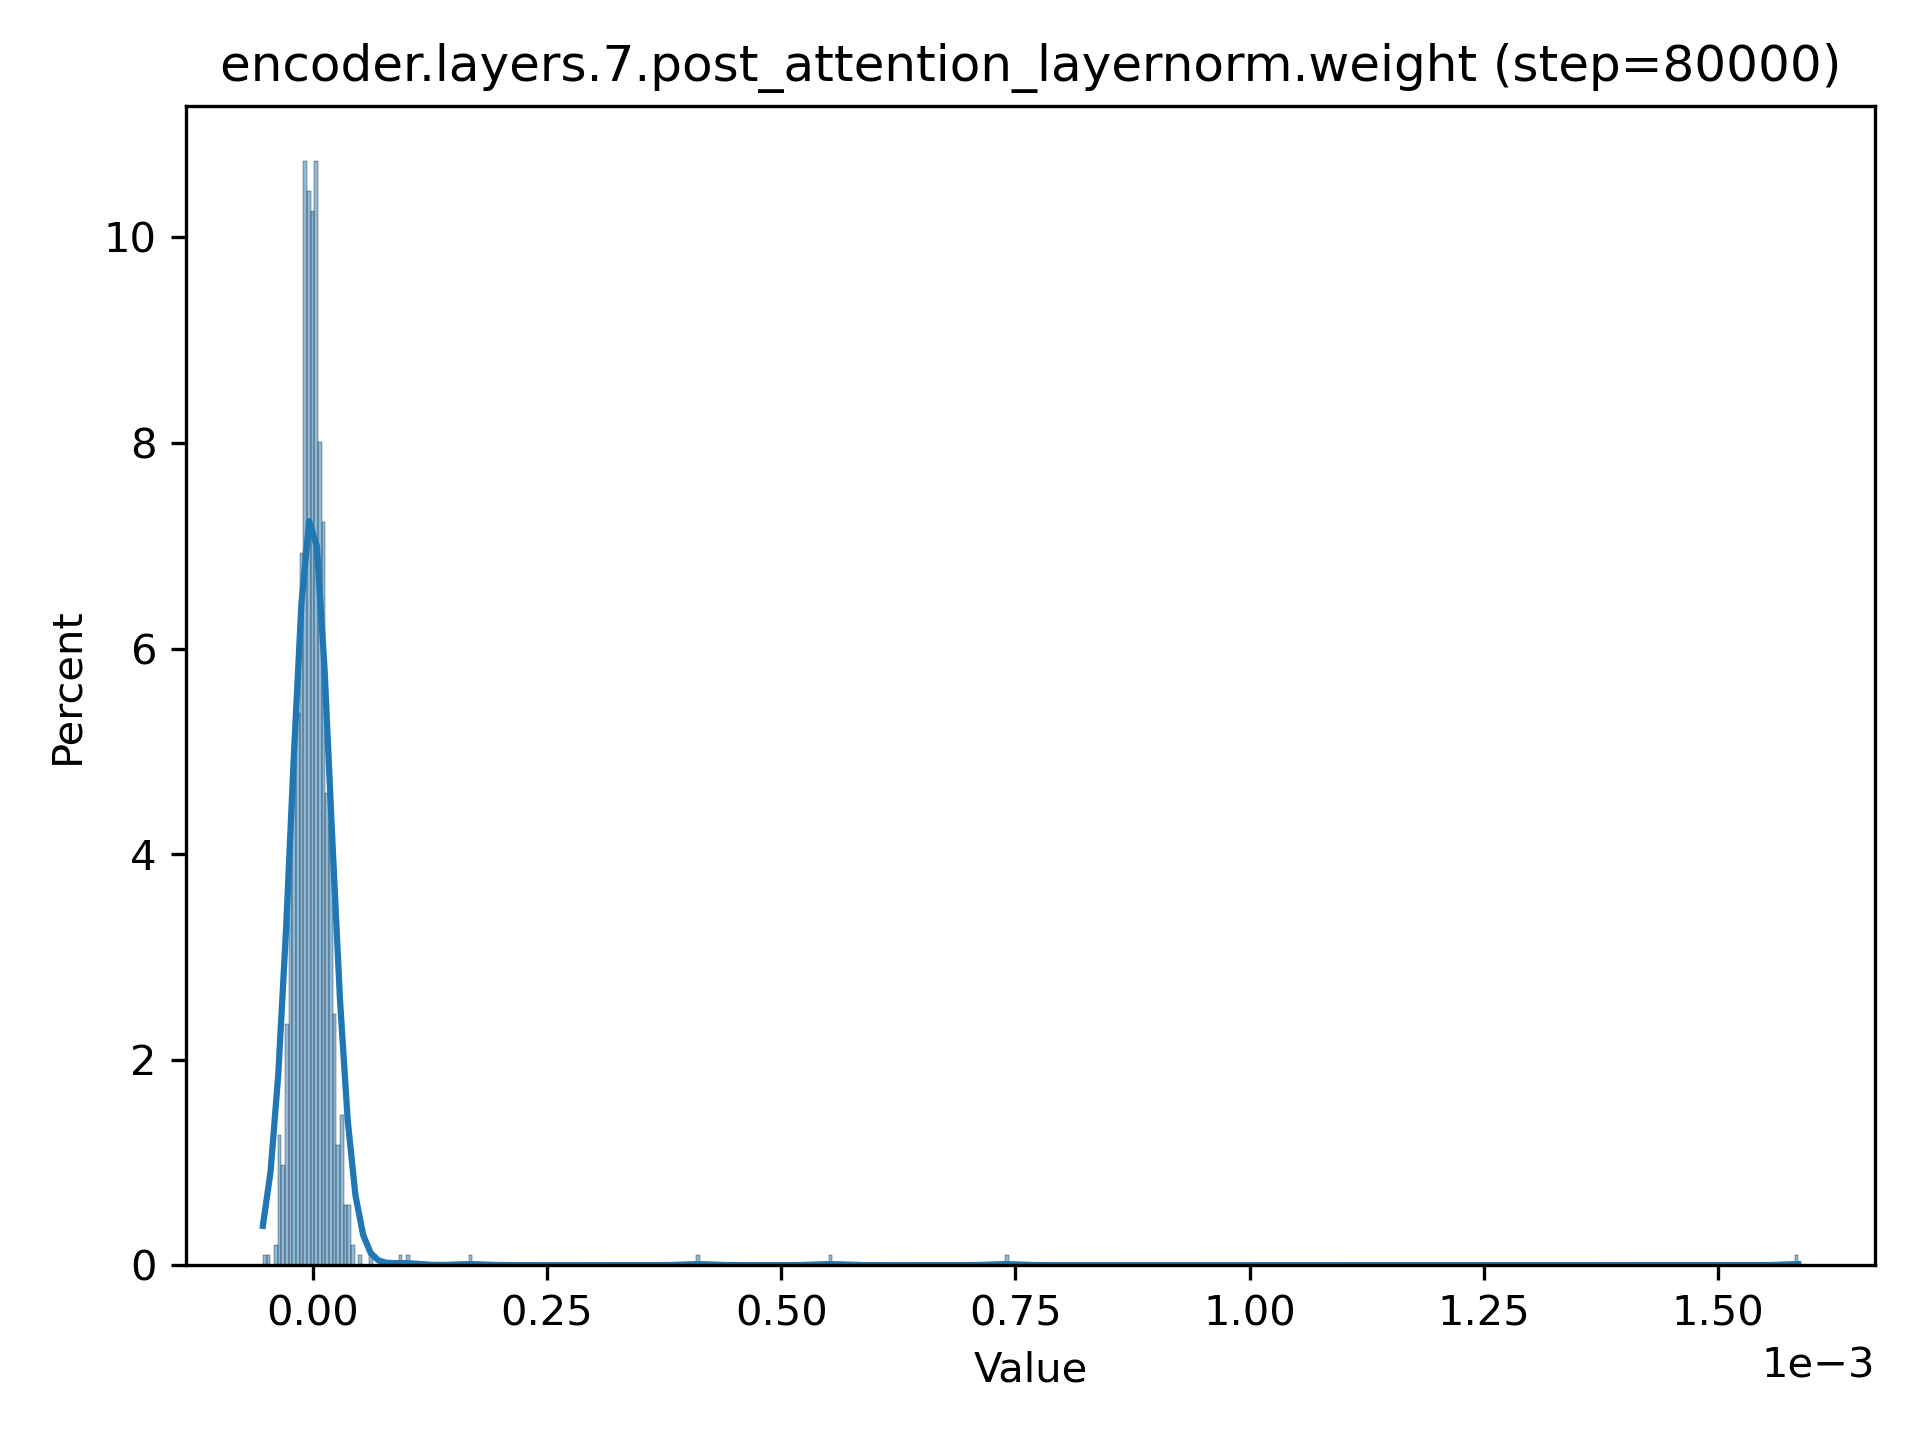 encoder.layers.7.post_attention_layernorm.weight (step=80000)
10
8
6
4
2
0
Percent
0.00 0.25 0.50 0.75 1.00 1.25 1.50
1e−3
Value